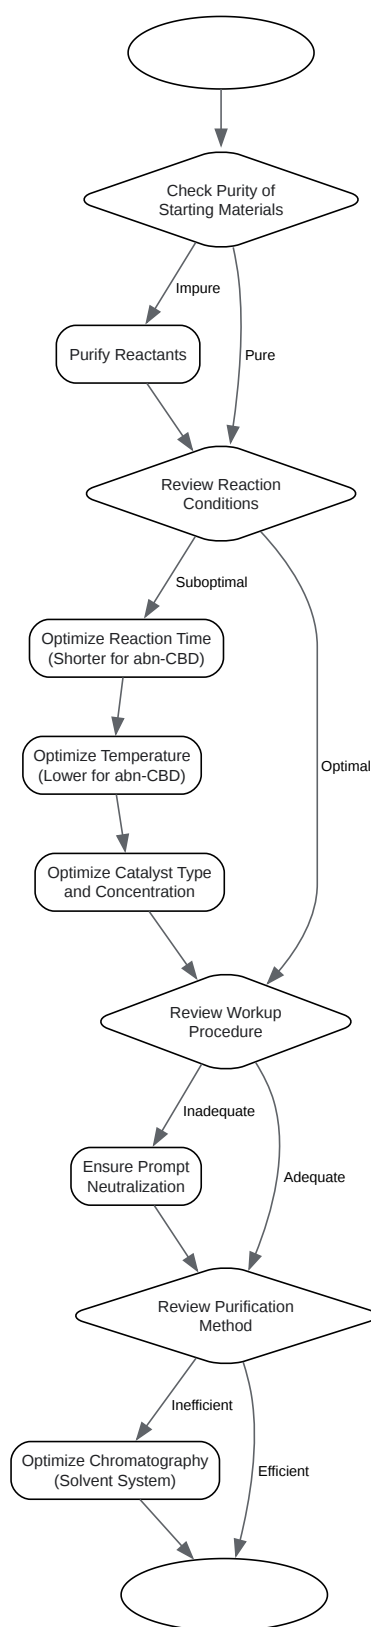 Check Purity of
Starting Materials
Impure
Purify Reactants
Pure
Review Reaction
Conditions
Suboptimal
Optimize Reaction Time
(Shorter for abn-CBD)
Optimize Temperature
(Lower for abn-CBD)
Optimal
Optimize Catalyst Type
and Concentration
Review Workup
Procedure
Inadequate
Ensure Prompt
Neutralization
Adequate
Review Purification
Method
Inefficient
Optimize Chromatography
(Solvent System)
Efficient